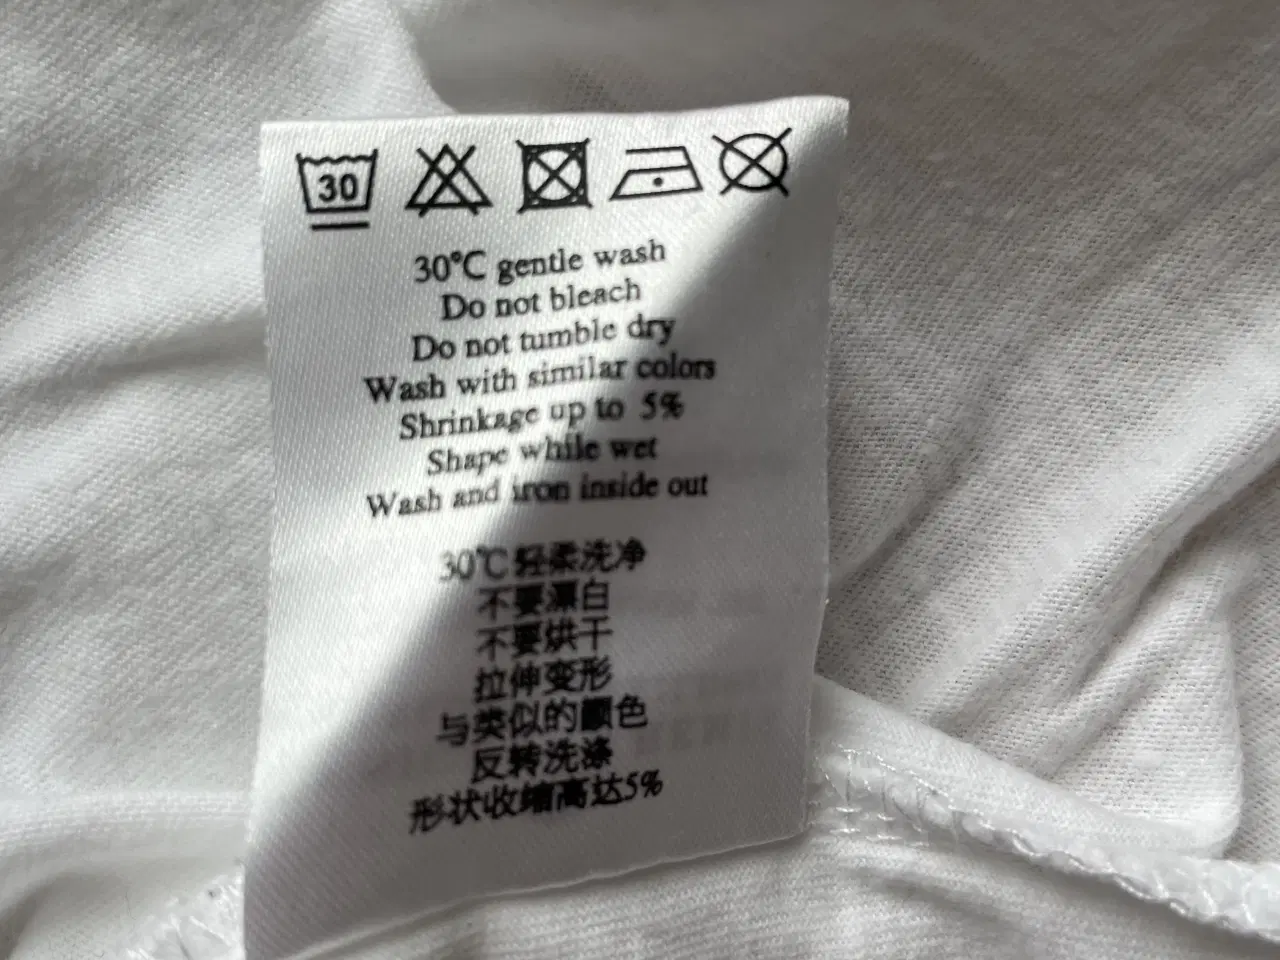 30
30°C gentle wash
Do not bleach
Do not tumble dry
Wash with similar colors
Shrinkage up to 5%
Shape while wet
Wash and iron inside out
30℃轻柔洗净
不要漂白
不要烘干
拉伸变形
与类似的颜色
反转洗涤
形状收缩高达5%